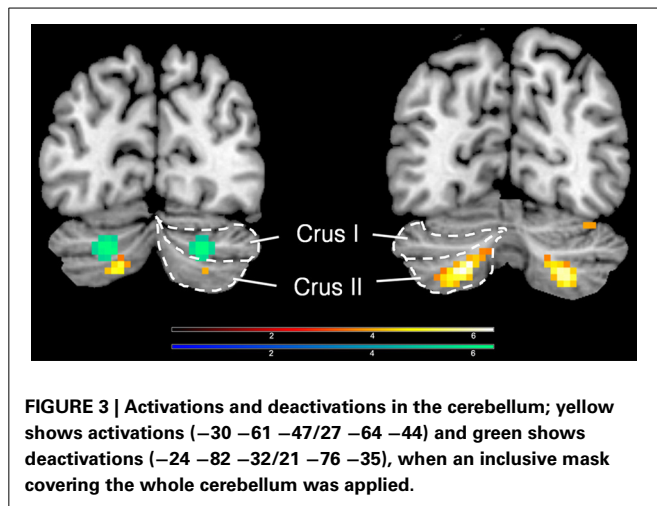 Crus I
Crus II
2 4 6
2 4 6
FIGURE 3 | Activations and deactivations in the cerebellum; yellow
shows activations (−30 −61 −47/27 −64 −44) and green shows
deactivations (−24 −82 −32/21 −76 −35), when an inclusive mask
covering the whole cerebellum was applied.